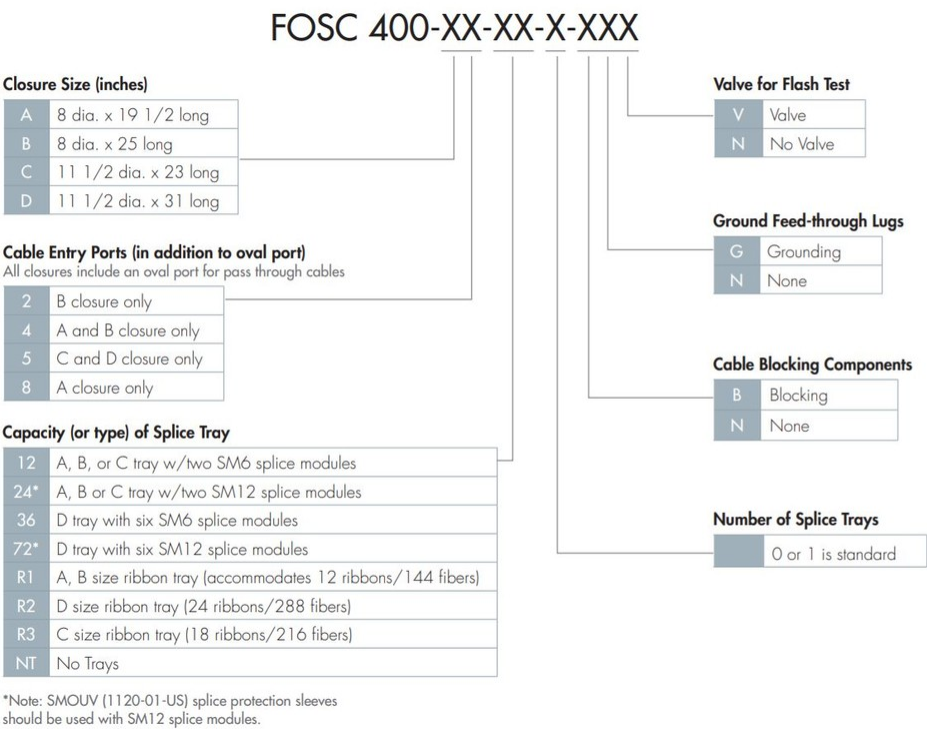 FOSC 400-XX-XX-X-XXX
Closure Size (inches)
A 8 dia. x 19 1/2 long
B 8 dia. x 25 long
C 11 1/2 dia. x 23 long
D 11 1/2 dia. x 31 long
Cable Entry Ports (in addition to oval port)
All closures include an oval port for pass through cables
2 B closure only
4 A and B closure only
5 C and D closure only
8 A closure only
Capacity (or type) of Splice Tray
12 A, B, or C tray w/two SM6 splice modules
24* A, B or C tray w/two SM12 splice modules
36 D tray with six SM6 splice modules
72* D tray with six SM12 splice modules
R1 A, B size ribbon tray (accommodates 12 ribbons/144 fibers)
R2 D size ribbon tray (24 ribbons/288 fibers)
R3 C size ribbon tray (18 ribbons/216 fibers)
NT No Trays
*Note: SMOUV (1120-01-US) splice protection sleeves
should be used with SM12 splice modules.
Valve for Flash Test
V Valve
N No Valve
Ground Feed-through Lugs
G Grounding
N None
Cable Blocking Components
B Blocking
N None
Number of Splice Trays
0 or 1 is standard